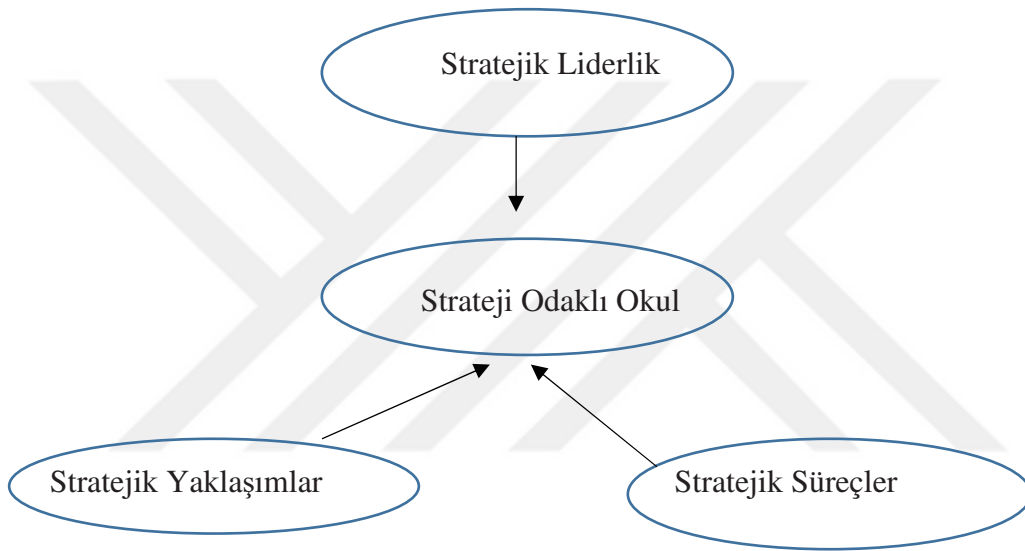 Stratejik Liderlik
Strateji Odaklı Okul
Stratejik Yaklaşımlar
Stratejik Süreçler